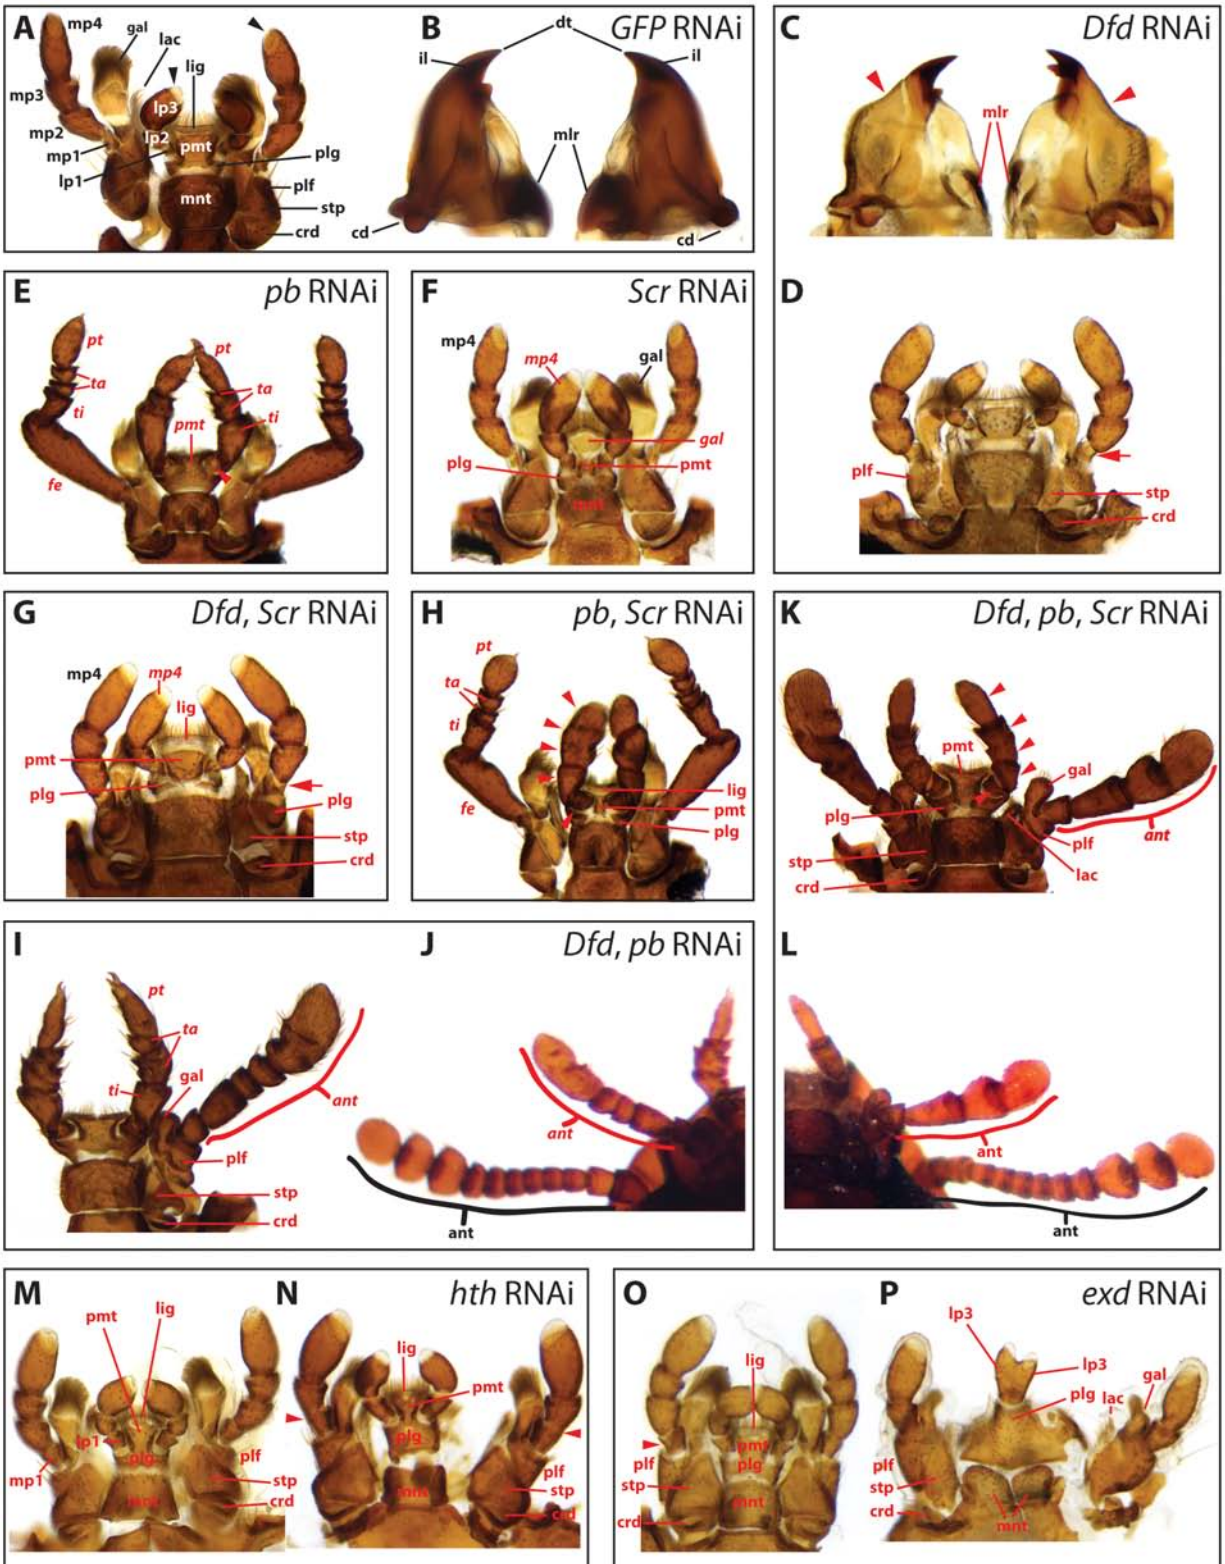 A
mp4
gal
lac
lig
mp3
lp3
mp2
lp2
pmt
mp1
lp1
plg
mnt
plf
stp
crd
B
dt
GFP RNAi
il
il
mlr
cd
cd
C
Dfd RNAi
mlr
E
pb RNAi
pt
pt
ta
ta
ti
ti
pmt
fe
F
Scr RNAi
mp4
mp4
gal
gal
plg
pmt
mnt
D
plf
stp
crd
G
Dfd, Scr RNAi
mp4
mp4
lig
pmt
plg
plg
stp
crd
H
pb, Scr RNAi
pt
ta
ti
fe
lig
pmt
plg
K
Dfd, pb, Scr RNAi
pmt
gal
plg
ant
plf
stp
lac
crd
I
pt
ta
gal
ti
ant
plf
stp
crd
J
Dfd, pb RNAi
ant
ant
L
ant
ant
M
pmt
lig
lp1
plg
mp1
plf
stp
mnt
crd
N
hth RNAi
lig
pmt
plg
plf
stp
mnt
crd
O
lig
pmt
plf
plg
stp
mnt
crd
P
exd RNAi
lp3
lp3
gal
plg
lac
plf
stp
crd
mnt